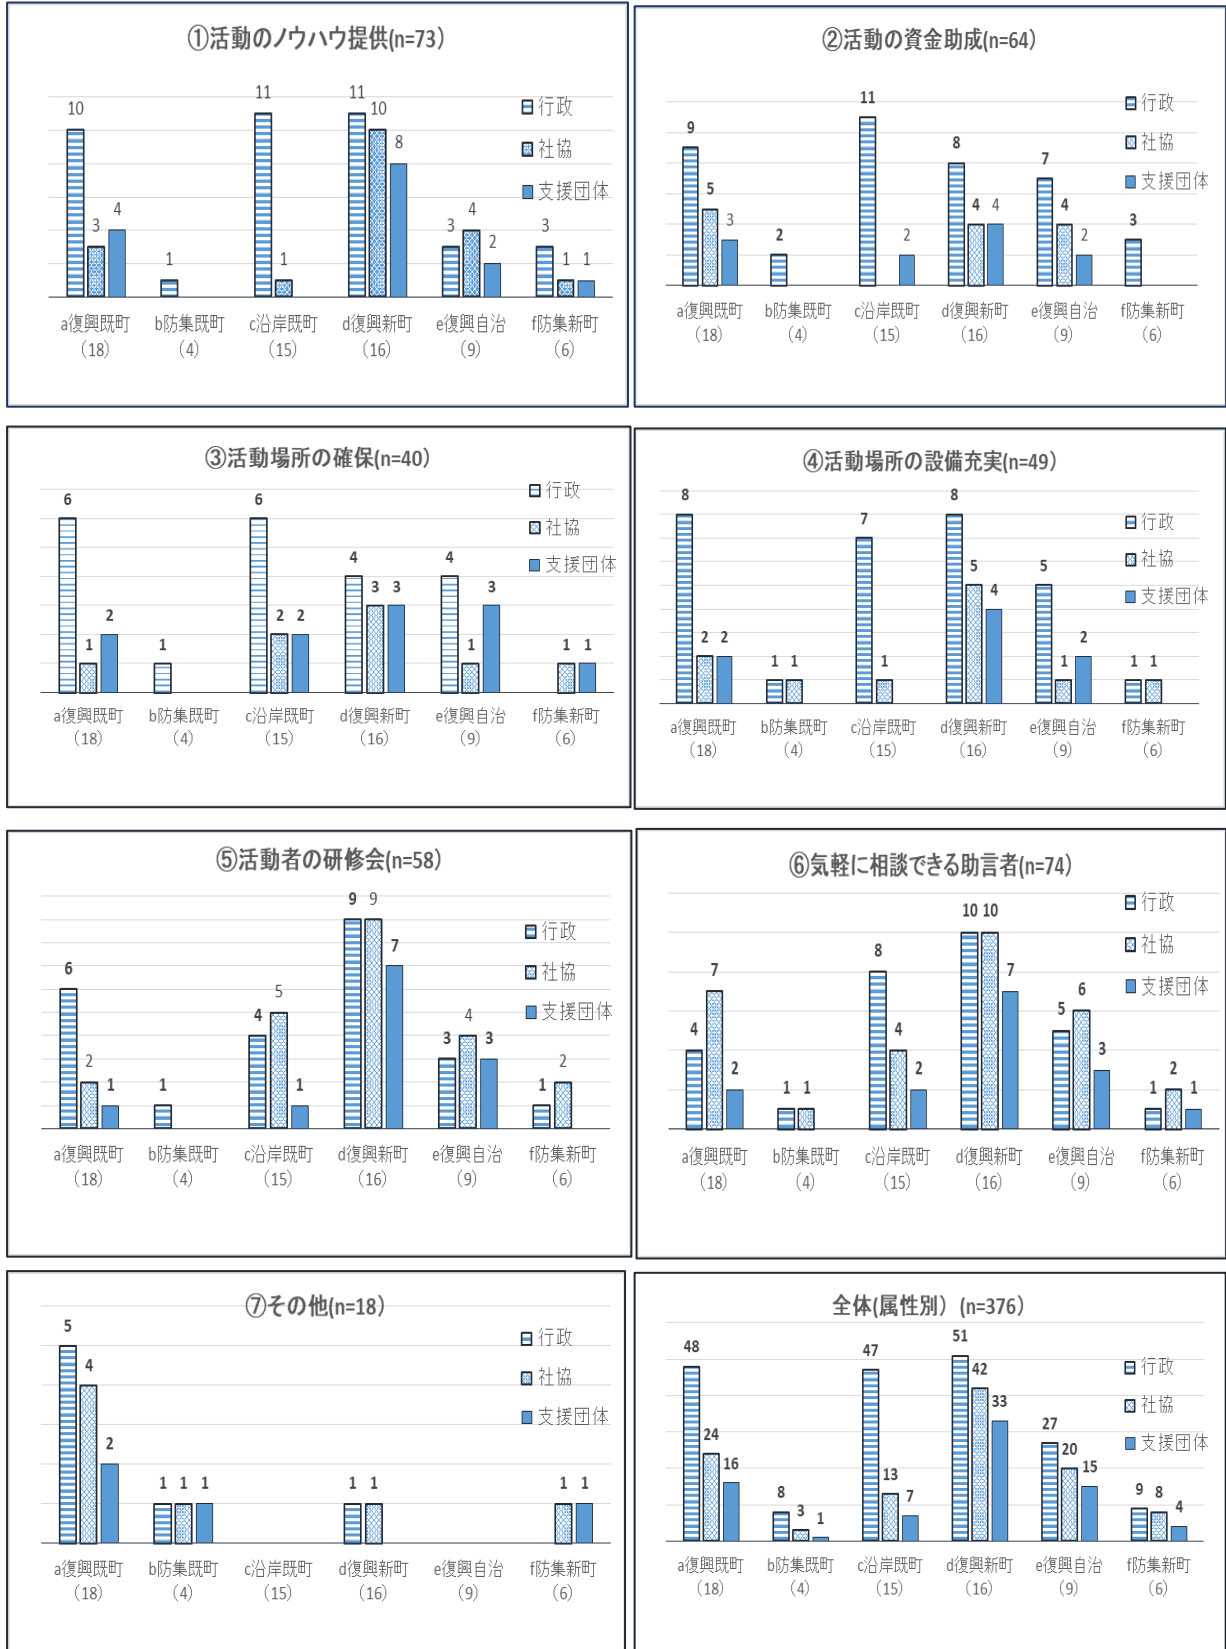 ①活動のノウハウ提供(n=73)
行政
社協
支援団体
10 3 4 1 11 1 11 10 8 3 4 2 3 1 1
a復興既町 b防集既町 c沿岸既町 d復興新町 e復興自治 f防集新町
(18) (4) (15) (16) (9) (6)
②活動の資金助成(n=64)
行政
社協
支援団体
9 5 3 2 11 2 8 4 4 7 4 2 3
a復興既町 b防集既町 c沿岸既町 d復興新町 e復興自治 f防集新町
(18) (4) (15) (16) (9) (6)
③活動場所の確保(n=40)
行政
社協
支援団体
6 1 2 1 6 2 2 4 3 3 4 1 3 1 1
a復興既町 b防集既町 c沿岸既町 d復興新町 e復興自治 f防集新町
(18) (4) (15) (16) (9) (6)
④活動場所の設備充実(n=49)
行政
社協
支援団体
8 2 2 1 1 7 1 8 5 4 5 1 2 1 1
a復興既町 b防集既町 c沿岸既町 d復興新町 e復興自治 f防集新町
(18) (4) (15) (16) (9) (6)
⑤活動者の研修会(n=58)
行政
社協
支援団体
6 2 1 1 4 5 1 9 9 7 3 4 3 1 2
a復興既町 b防集既町 c沿岸既町 d復興新町 e復興自治 f防集新町
(18) (4) (15) (16) (9) (6)
⑥気軽に相談できる助言者(n=74)
行政
社協
支援団体
4 7 2 1 1 8 4 2 10 10 7 5 6 3 1 2 1
a復興既町 b防集既町 c沿岸既町 d復興新町 e復興自治 f防集新町
(18) (4) (15) (16) (9) (6)
⑦その他(n=18)
行政
社協
支援団体
5 4 2 1 1 1 1 1 1 1
a復興既町 b防集既町 c沿岸既町 d復興新町 e復興自治 f防集新町
(18) (4) (15) (16) (9) (6)
全体(属性別） (n=376)
行政
社協
支援団体
48 24 16 8 3 1 47 13 7 51 42 33 27 20 15 9 8 4
a復興既町 b防集既町 c沿岸既町 d復興新町 e復興自治 f防集新町
(18) (4) (15) (16) (9) (6)